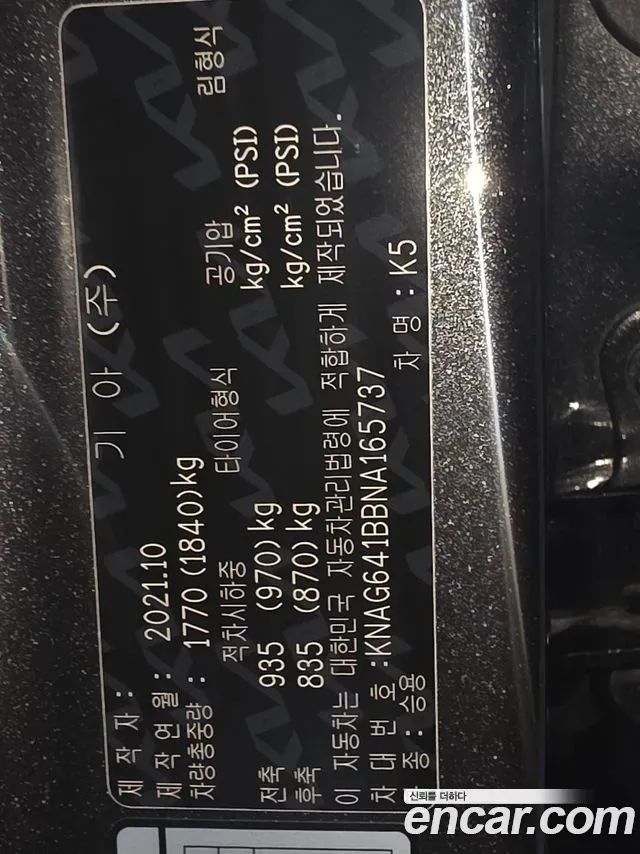 제 작 자 : 기 아 (주)
제 작 연 월 : 2021.10
차량총중량 : 1770 (1840)kg
적차시하중 타이어형식 공기압 림형식
전축 935 (970)kg kg/cm² (PSI)
후축 835 (870)kg kg/cm² (PSI)
이 자동차는 대한민국 자동차관리법령에 적합하게 제작되었습니다.
차 대 번 호 : KNAG641BBNA165737
차 종 : 승용 차 명 : K5
신뢰를 더하다
encar.com